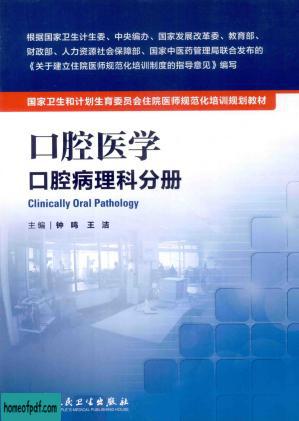 根据国家卫生计生委、中央编办、国家发展改革委、教育部、
财政部、人力资源社会保障部、国家中医药管理局联合发布的
《关于建立住院医师规范化培训制度的指导意见》编写
国家卫生和计划生育委员会住院医师规范化培训规划教材
口腔医学
口腔病理科分册
Clinically Oral Pathology
主编 钟鸣 王洁
民卫生出版社
PEOPLE'S MEDICAL PUBLISHING HOUSE
homeofpdf.com
homeofpdf.com